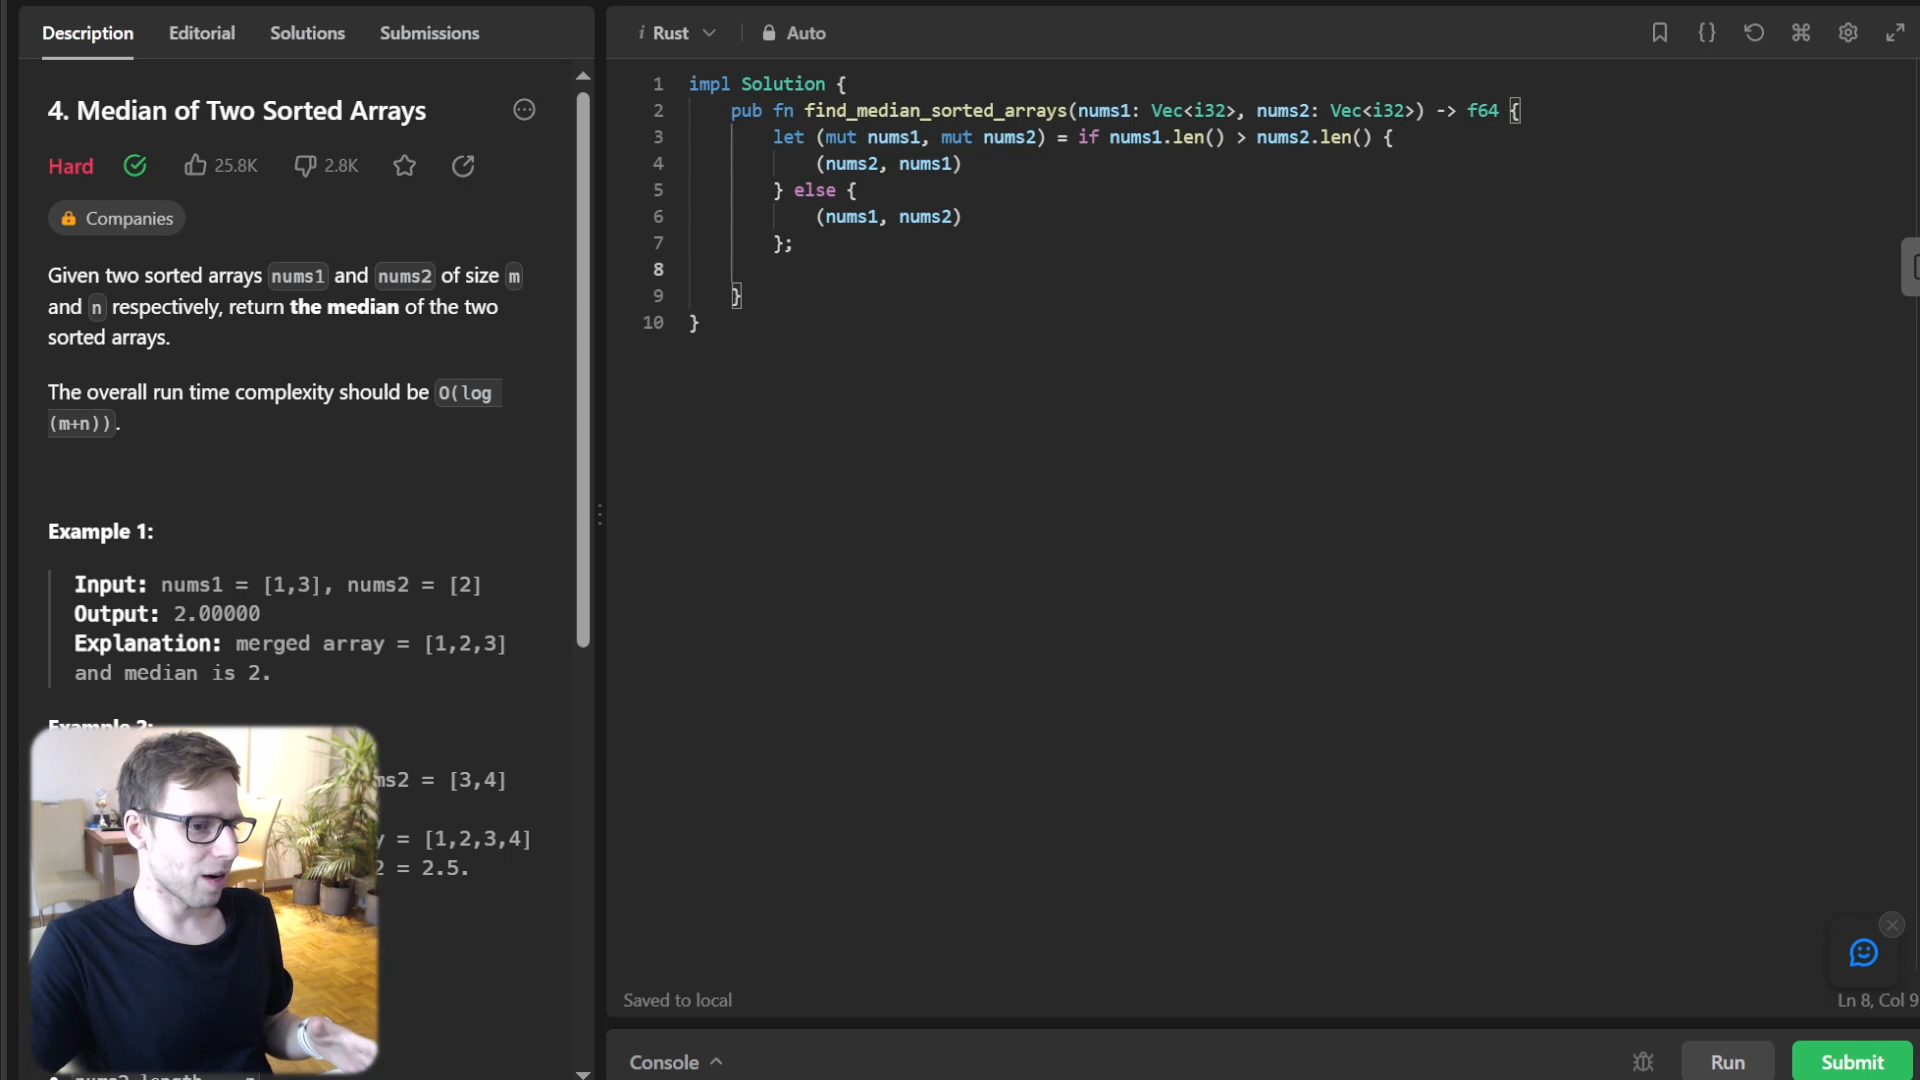 Description Editorial Solutions Submissions
4. Median of Two Sorted Arrays
Hard 25.8K 2.8K
Companies
Given two sorted arrays nums1 and nums2 of size m
and n respectively, return the median of the two
sorted arrays.
The overall run time complexity should be O(log
(m+n)).
Example 1:
Input: nums1 = [1,3], nums2 = [2]
Output: 2.00000
Explanation: merged array = [1,2,3]
and median is 2.
Example 2:
ms2 = [3,4]
y = [1,2,3,4]
2 = 2.5.
nums2.length
i Rust Auto
1 impl Solution {
2 pub fn find_median_sorted_arrays(nums1: Vec<i32>, nums2: Vec<i32>) -> f64 {
3 let (mut nums1, mut nums2) = if nums1.len() > nums2.len() {
4 (nums2, nums1)
5 } else {
6 (nums1, nums2)
7 };
8
9 }
10 }
Saved to local
Ln 8, Col 9
Console Run Submit